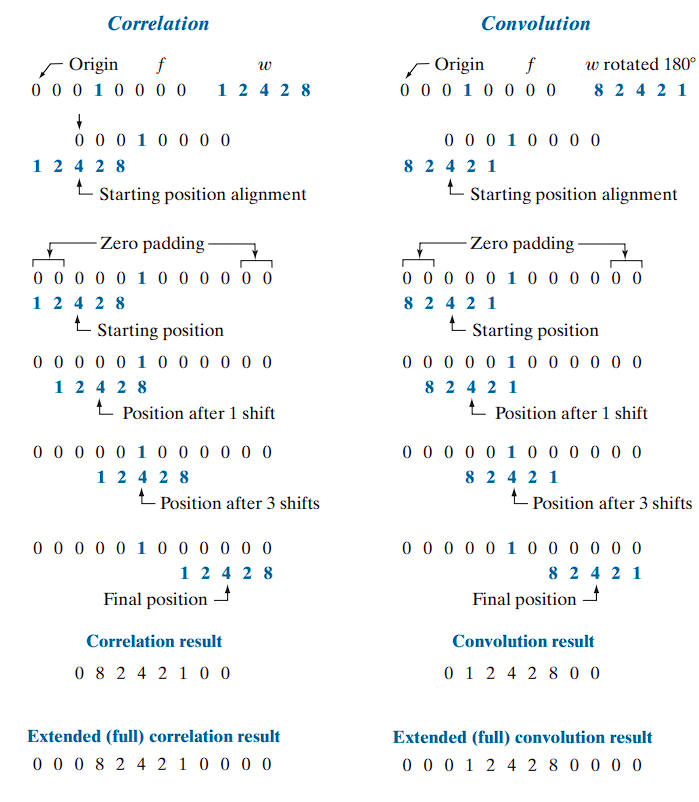 Correlation
Origin f w
0 0 0 1 0 0 0 0 1 2 4 2 8
0 0 0 1 0 0 0 0
1 2 4 2 8
Starting position alignment
Zero padding
0 0 0 0 0 1 0 0 0 0 0 0
1 2 4 2 8
Starting position
0 0 0 0 0 1 0 0 0 0 0 0
1 2 4 2 8
Position after 1 shift
0 0 0 0 0 1 0 0 0 0 0 0
1 2 4 2 8
Position after 3 shifts
0 0 0 0 0 1 0 0 0 0 0 0
1 2 4 2 8
Final position
Correlation result
0 8 2 4 2 1 0 0
Extended (full) correlation result
0 0 0 8 2 4 2 1 0 0 0 0
Convolution
Origin f w rotated 180°
0 0 0 1 0 0 0 0 8 2 4 2 1
0 0 0 1 0 0 0 0
8 2 4 2 1
Starting position alignment
Zero padding
0 0 0 0 0 1 0 0 0 0 0 0
8 2 4 2 1
Starting position
0 0 0 0 0 1 0 0 0 0 0 0
8 2 4 2 1
Position after 1 shift
0 0 0 0 0 1 0 0 0 0 0 0
8 2 4 2 1
Position after 3 shifts
0 0 0 0 0 1 0 0 0 0 0 0
8 2 4 2 1
Final position
Convolution result
0 1 2 4 2 8 0 0
Extended (full) convolution result
0 0 0 1 2 4 2 8 0 0 0 0